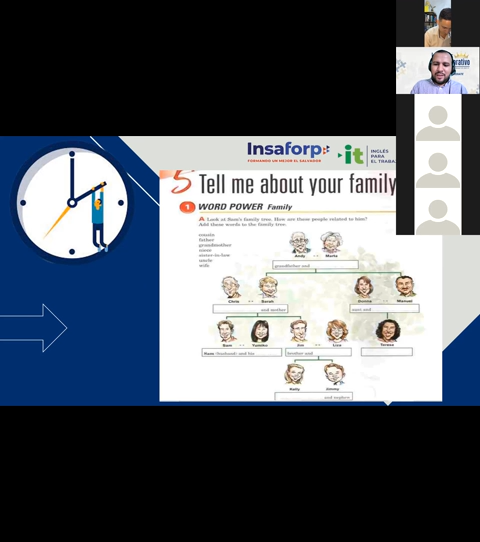 Insaforp
FORMANDO UN MEJOR EL SALVADOR
it
INGLÉS
PARA
EL TRABA
5 Tell me about your family
1 WORD POWER Family
A Look at Sam's family tree. How are these people related to him?
Add these words to the family tree.
cousin
father
grandmother
niece
sister-in-law
uncle
wife
Andy Marta
grandfather and
Chris Sarah Donna Manuel
and mother aunt and
Sam Yumiko Jim Lisa Teresa
Sam (husband) and his brother and
Kelly Jimmy
and nephew